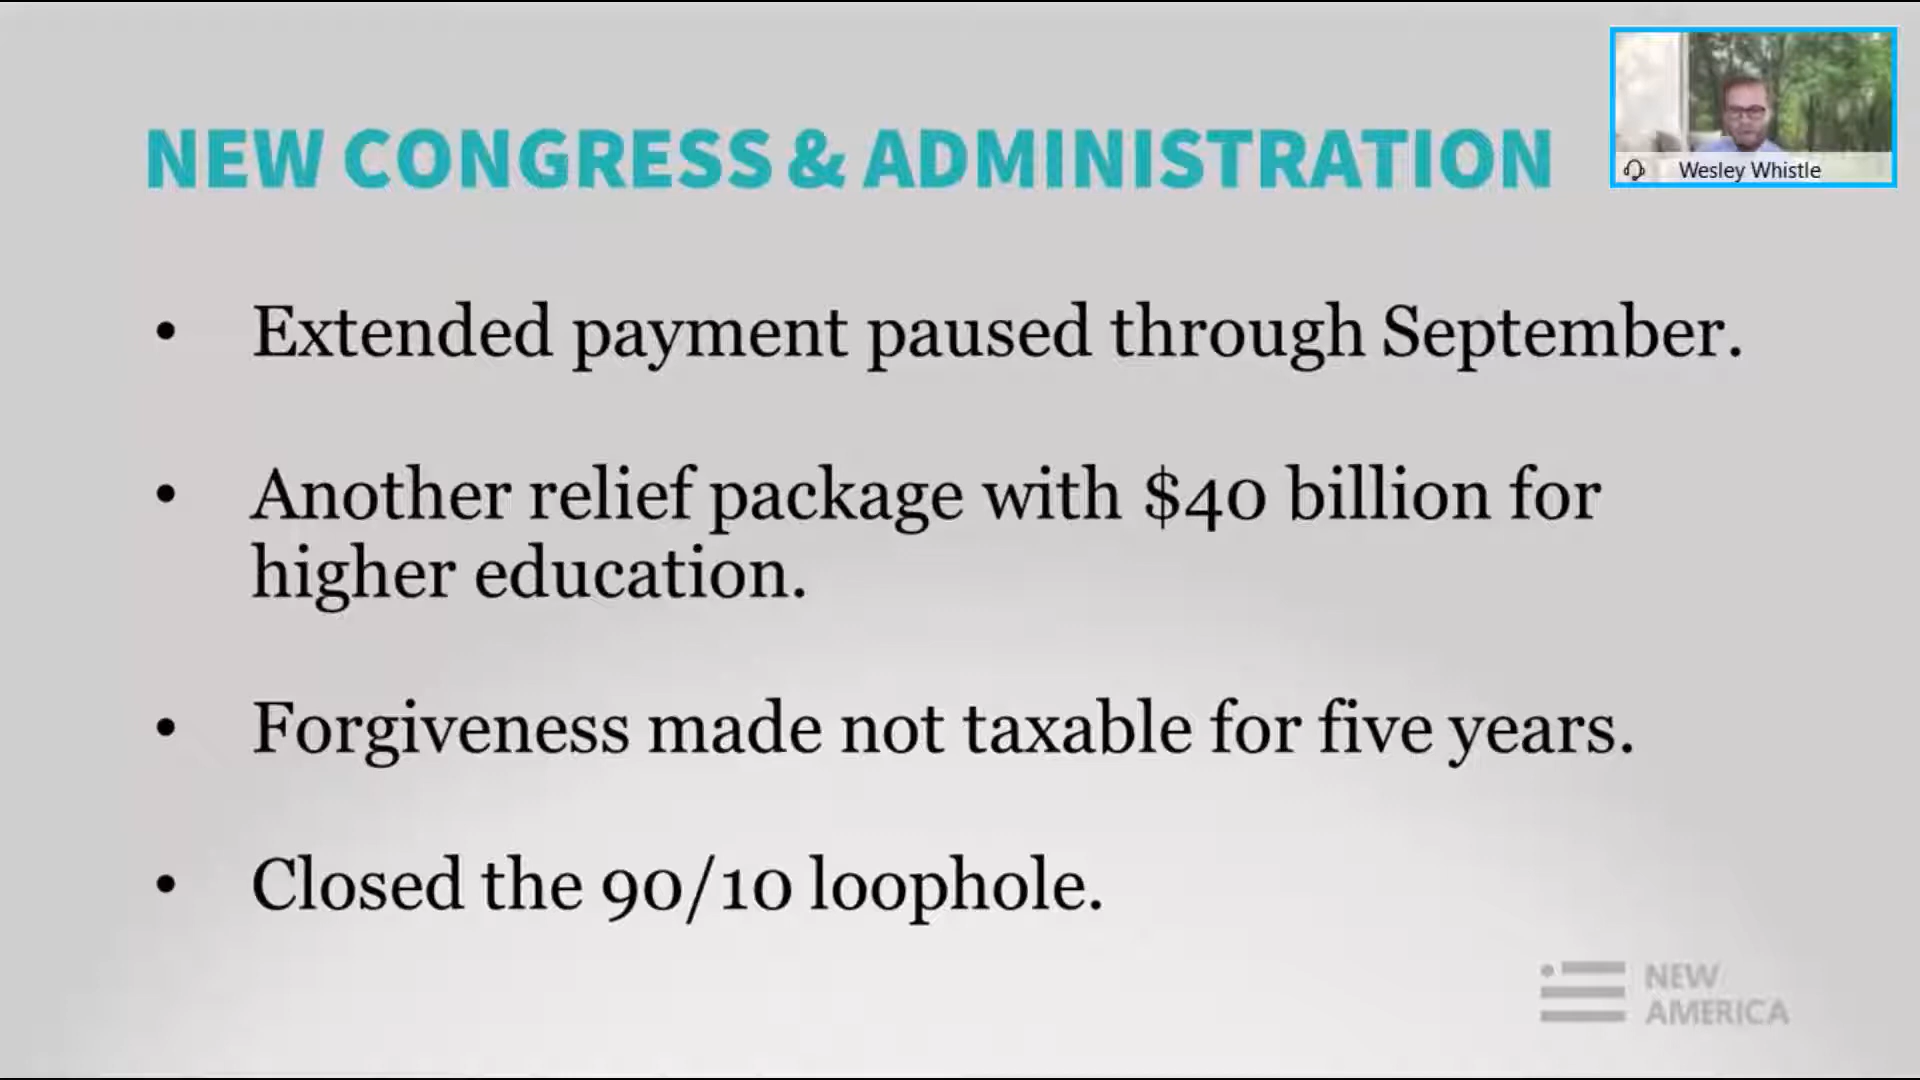 NEW CONGRESS & ADMINISTRATION
Wesley Whistle
• Extended payment paused through September.
• Another relief package with $40 billion for
higher education.
• Forgiveness made not taxable for five years.
• Closed the 90/10 loophole.
NEW
AMERICA